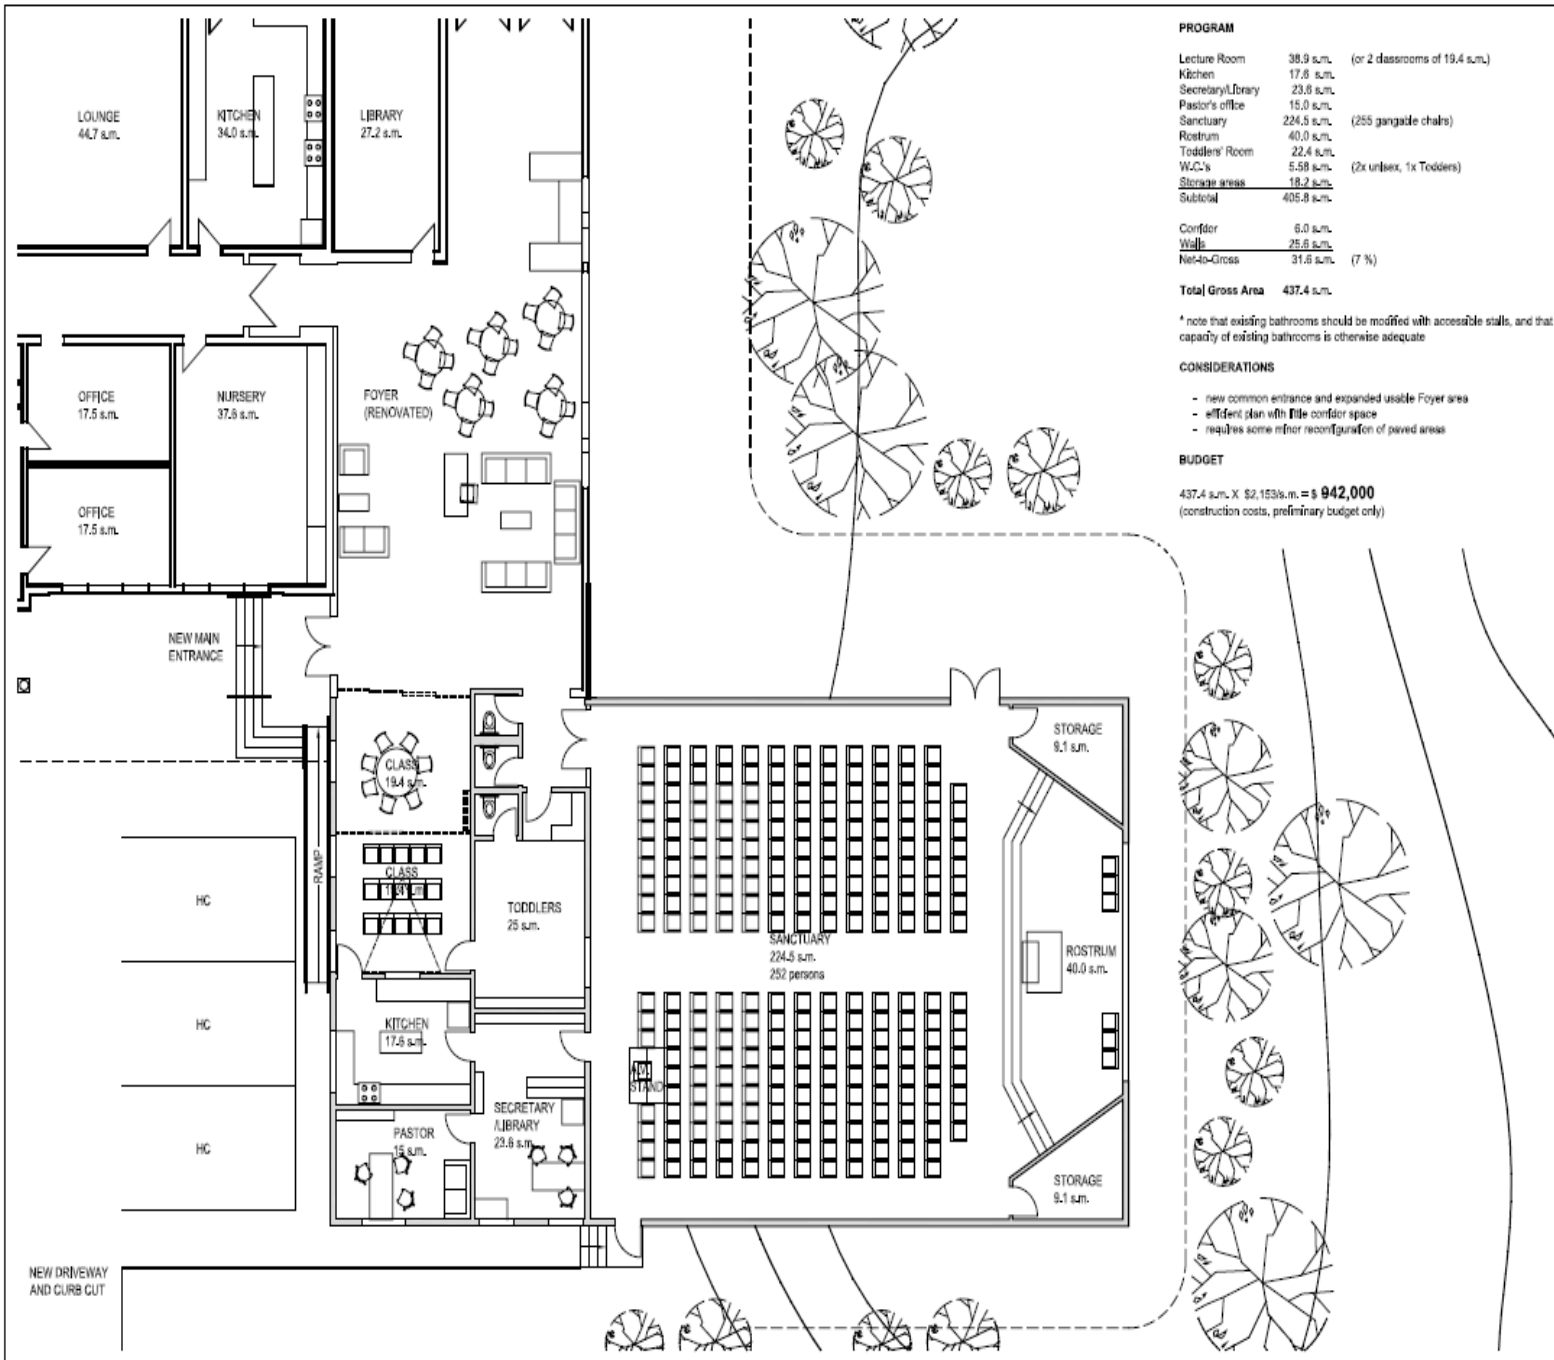 LOUNGE
44.7 s.m.
KITCHEN
34.0 s.m.
LIBRARY
27.2 s.m.
OFFICE
17.5 s.m.
NURSERY
37.6 s.m.
FOYER
(RENOVATED)
OFFICE
17.5 s.m.
NEW MAIN
ENTRANCE
CLASS
19.4 s.m.
RAMP
CLASS
HC
HC
HC
TODDLERS
25 s.m.
KITCHEN
17.6 s.m.
PASTOR
15 s.m.
SECRETARY
/LIBRARY
23.6 s.m.
STAND
SANCTUARY
224.5 s.m.
252 persons
STORAGE
9.1 s.m.
ROSTRUM
40.0 s.m.
STORAGE
9.1 s.m.
NEW DRIVEWAY
AND CURB CUT
PROGRAM
Lecture Room 38.9 s.m. (or 2 classrooms of 19.4 s.m.)
Kitchen 17.6 s.m.
Secretary/Library 23.6 s.m.
Pastor's office 15.0 s.m.
Sanctuary 224.5 s.m. (255 gangable chairs)
Rostrum 40.0 s.m.
Toddlers' Room 22.4 s.m.
W.C.'s 5.58 s.m. (2x unisex, 1x Todders)
Storage areas 18.2 s.m.
Subtotal 405.8 s.m.
Corridor 6.0 s.m.
Walls 25.6 s.m.
Net-to-Gross 31.6 s.m. (7 %)
Total Gross Area 437.4 s.m.
* note that existing bathrooms should be modified with accessible stalls, and that
capacity of existing bathrooms is otherwise adequate
CONSIDERATIONS
- new common entrance and expanded usable Foyer area
- efficient plan with little corridor space
- requires some minor reconfiguration of paved areas
BUDGET
437.4 s.m. X $2,153/s.m. = $ 942,000
(construction costs, preliminary budget only)